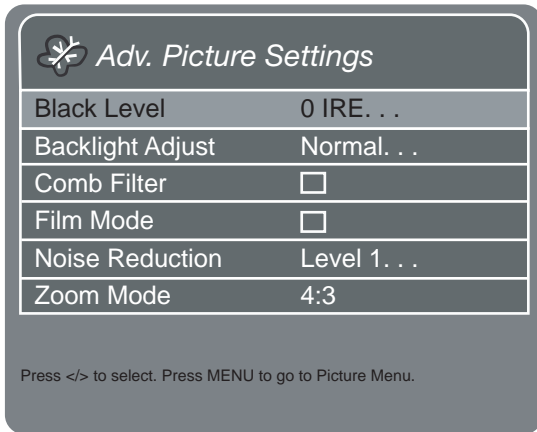 Adv. Picture Settings
Black Level 0 IRE. . .
Backlight Adjust Normal. . .
Comb Filter
Film Mode
Noise Reduction Level 1. . .
Zoom Mode 4:3
Press </> to select. Press MENU to go to Picture Menu.